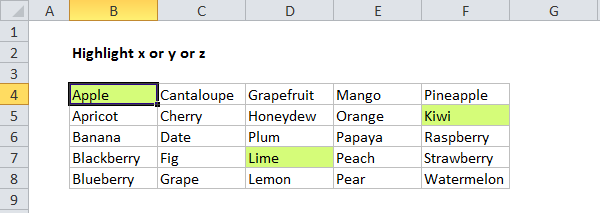 A B C D E F G
1
2 Highlight x or y or z
3
4 Apple Cantaloupe Grapefruit Mango Pineapple
5 Apricot Cherry Honeydew Orange Kiwi
6 Banana Date Plum Papaya Raspberry
7 Blackberry Fig Lime Peach Strawberry
8 Blueberry Grape Lemon Pear Watermelon